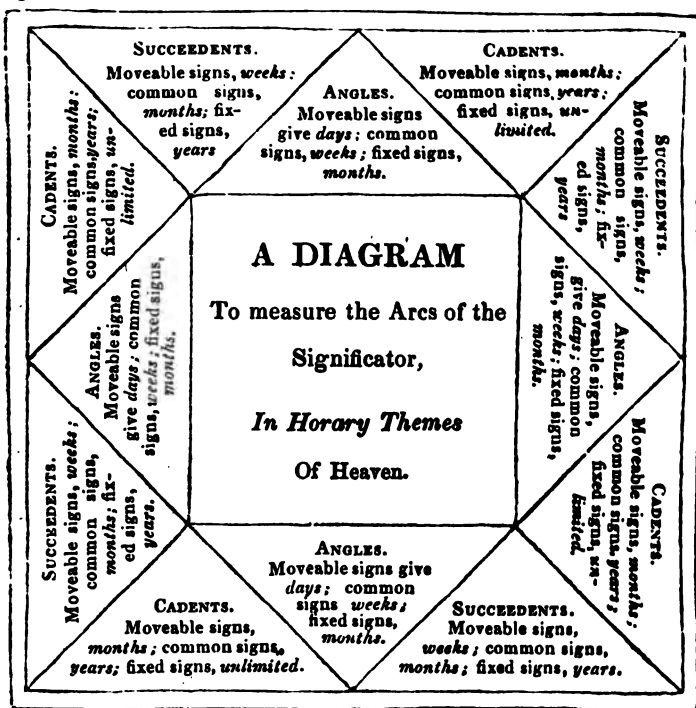 SUCCEEDENTS.
Moveable signs, weeks:
common signs,
months; fix-
ed signs,
years
ANGLES.
Moveable signs
give days; common
signs, weeks; fixed signs,
months.
CADENTS.
Moveable signs, months;
common signs, years;
fixed signs, un-
limited.
SUCCEEDENTS.
Moveable signs, weeks;
common signs,
months; fix-
ed signs,
years
CADENTS.
Moveable signs, months:
common signs, years;
fixed signs, un-
limited.
A DIAGRAM
To measure the Arcs of the
Significator,
In Horary Themes
Of Heaven.
ANGLES.
Moveable signs
give days; common
signs, weeks; fixed signs,
months.
ANGLES.
Moveable signs,
give days; common
signs, weeks; fixed signs,
months.
SUCCEEDENTS.
Moveable signs, weeks;
common signs,
months; fix-
ed signs,
years.
CADENTS.
Moveable signs, months;
common signs, years;
fixed signs, un-
limited.
CADENTS.
Moveable signs,
months; common signs,
years; fixed signs, unlimited.
ANGLES.
Moveable signs give
days; common
signs weeks;
fixed signs,
months.
SUCCEEDENTS.
Moveable signs,
weeks; common signs,
months; fixed signs, years.